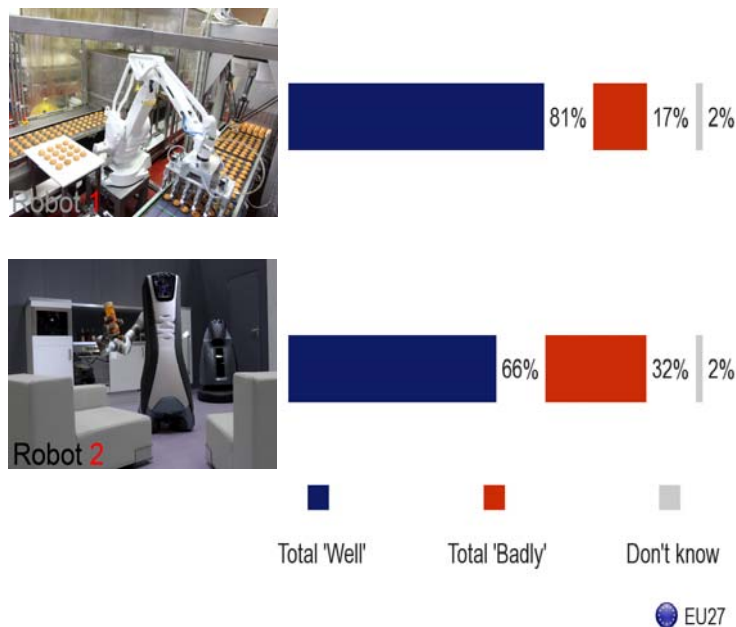 81%
17%
2%
Robot 1
66%
32%
2%
Robot 2
Total 'Well'
Total 'Badly'
Don't know
EU27